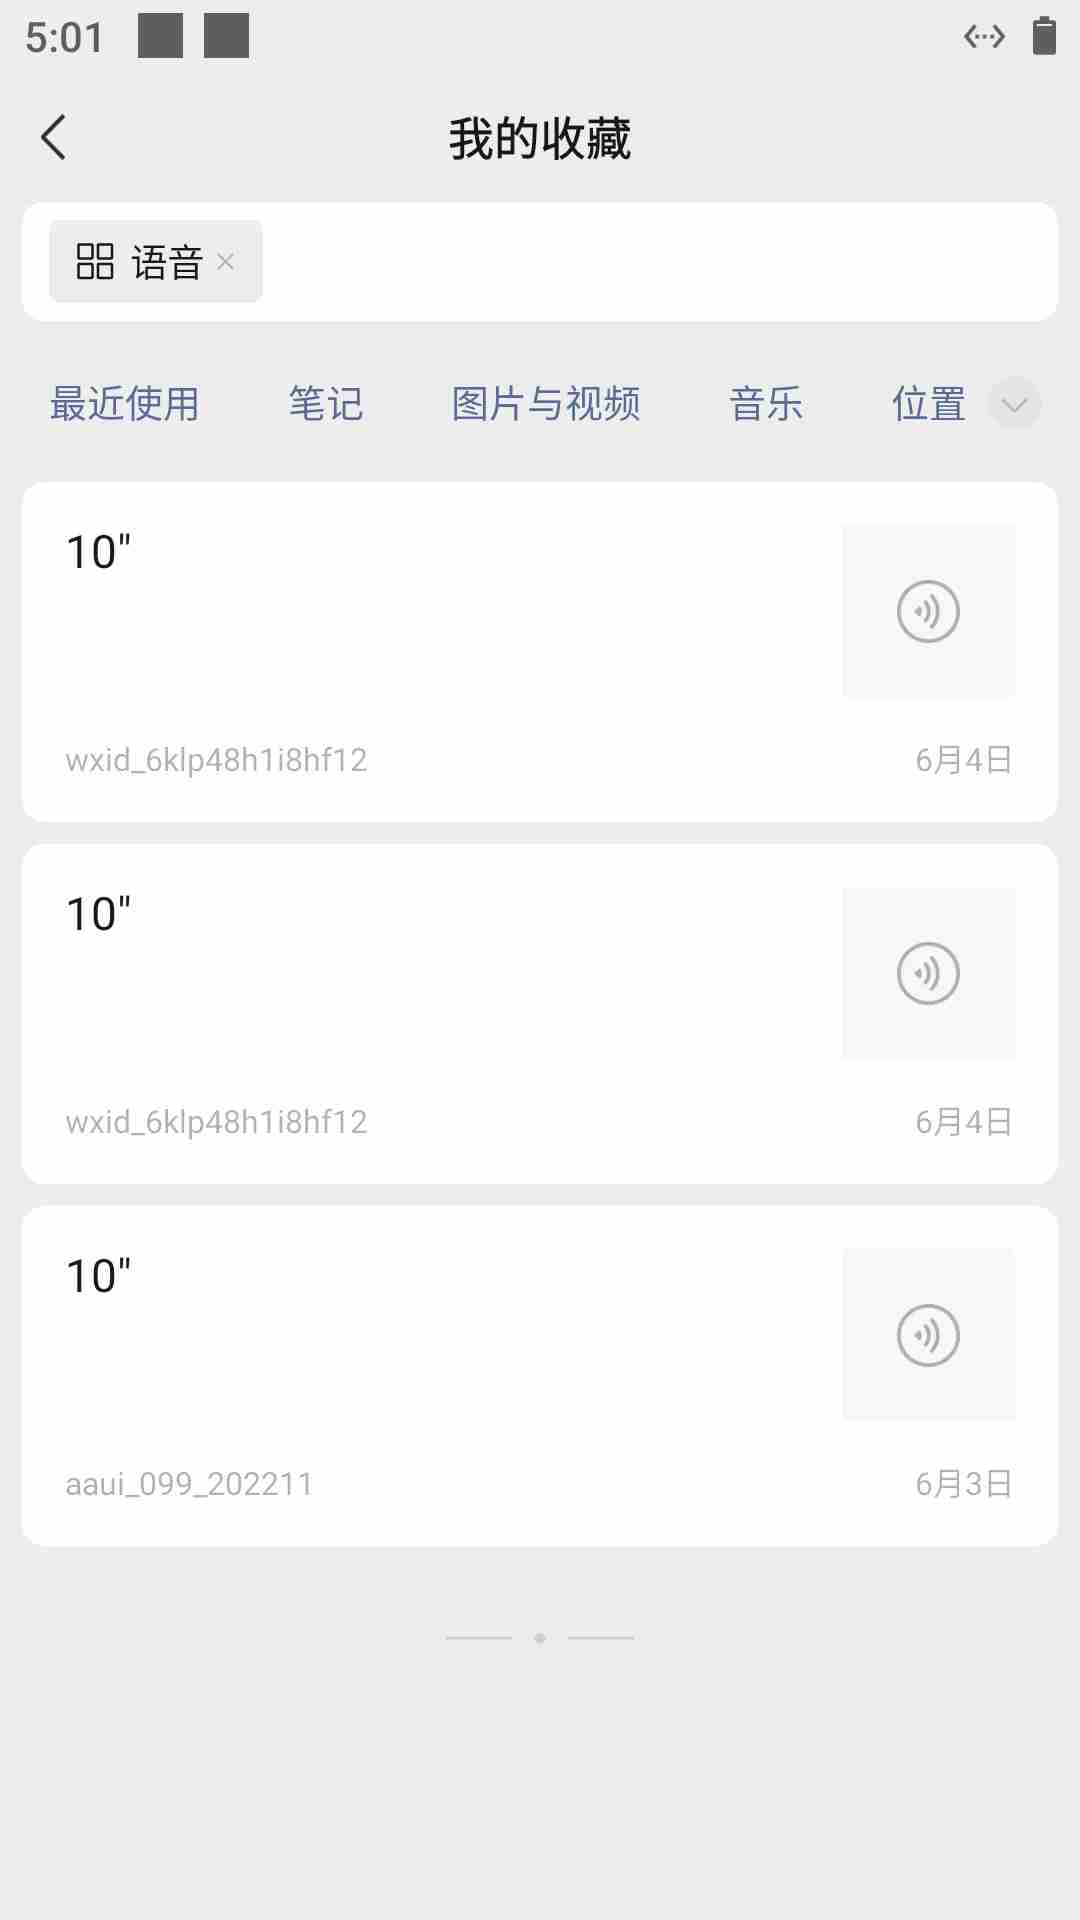 5:01
我的收藏
语音
最近使用 笔记 图片与视频 音乐 位置
10"
wxid_6klp48h1i8hf12 6月4日
10"
wxid_6klp48h1i8hf12 6月4日
10"
aaui_099_202211 6月3日